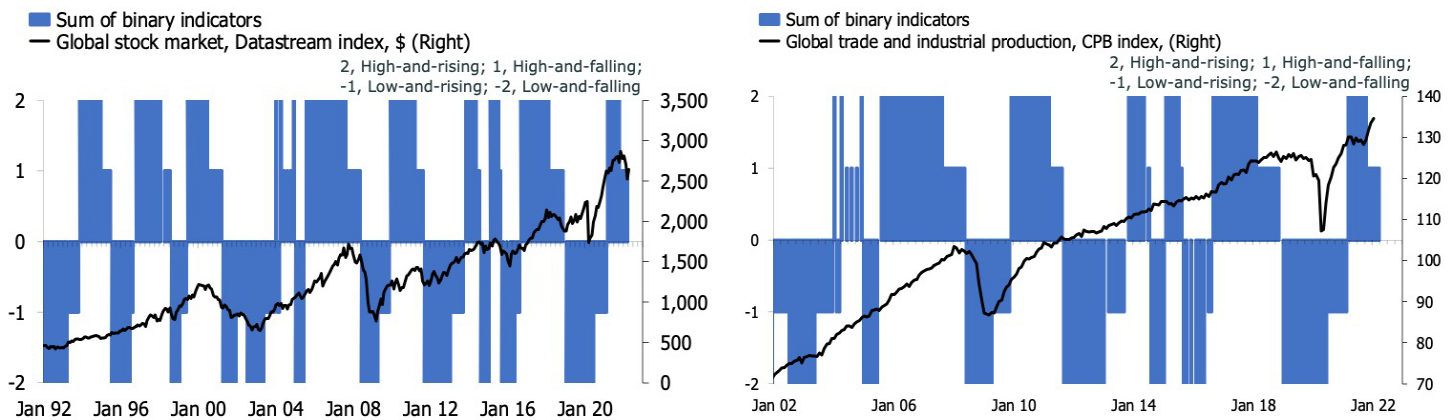 Sum of binary indicators
Global stock market, Datastream index, $ (Right)
2, High-and-rising; 1, High-and-falling;
-1, Low-and-rising; -2, Low-and-falling
2
1
0
-1
-2
3,500
3,000
2,500
2,000
1,500
1,000
500
0
Jan 92 Jan 96 Jan 00 Jan 04 Jan 08 Jan 12 Jan 16 Jan 20
Sum of binary indicators
Global trade and industrial production, CPB index, (Right)
2, High-and-rising; 1, High-and-falling;
-1, Low-and-rising; -2, Low-and-falling
2
1
0
-1
-2
140
130
120
110
100
90
80
70
Jan 02 Jan 06 Jan 10 Jan 14 Jan 18 Jan 22